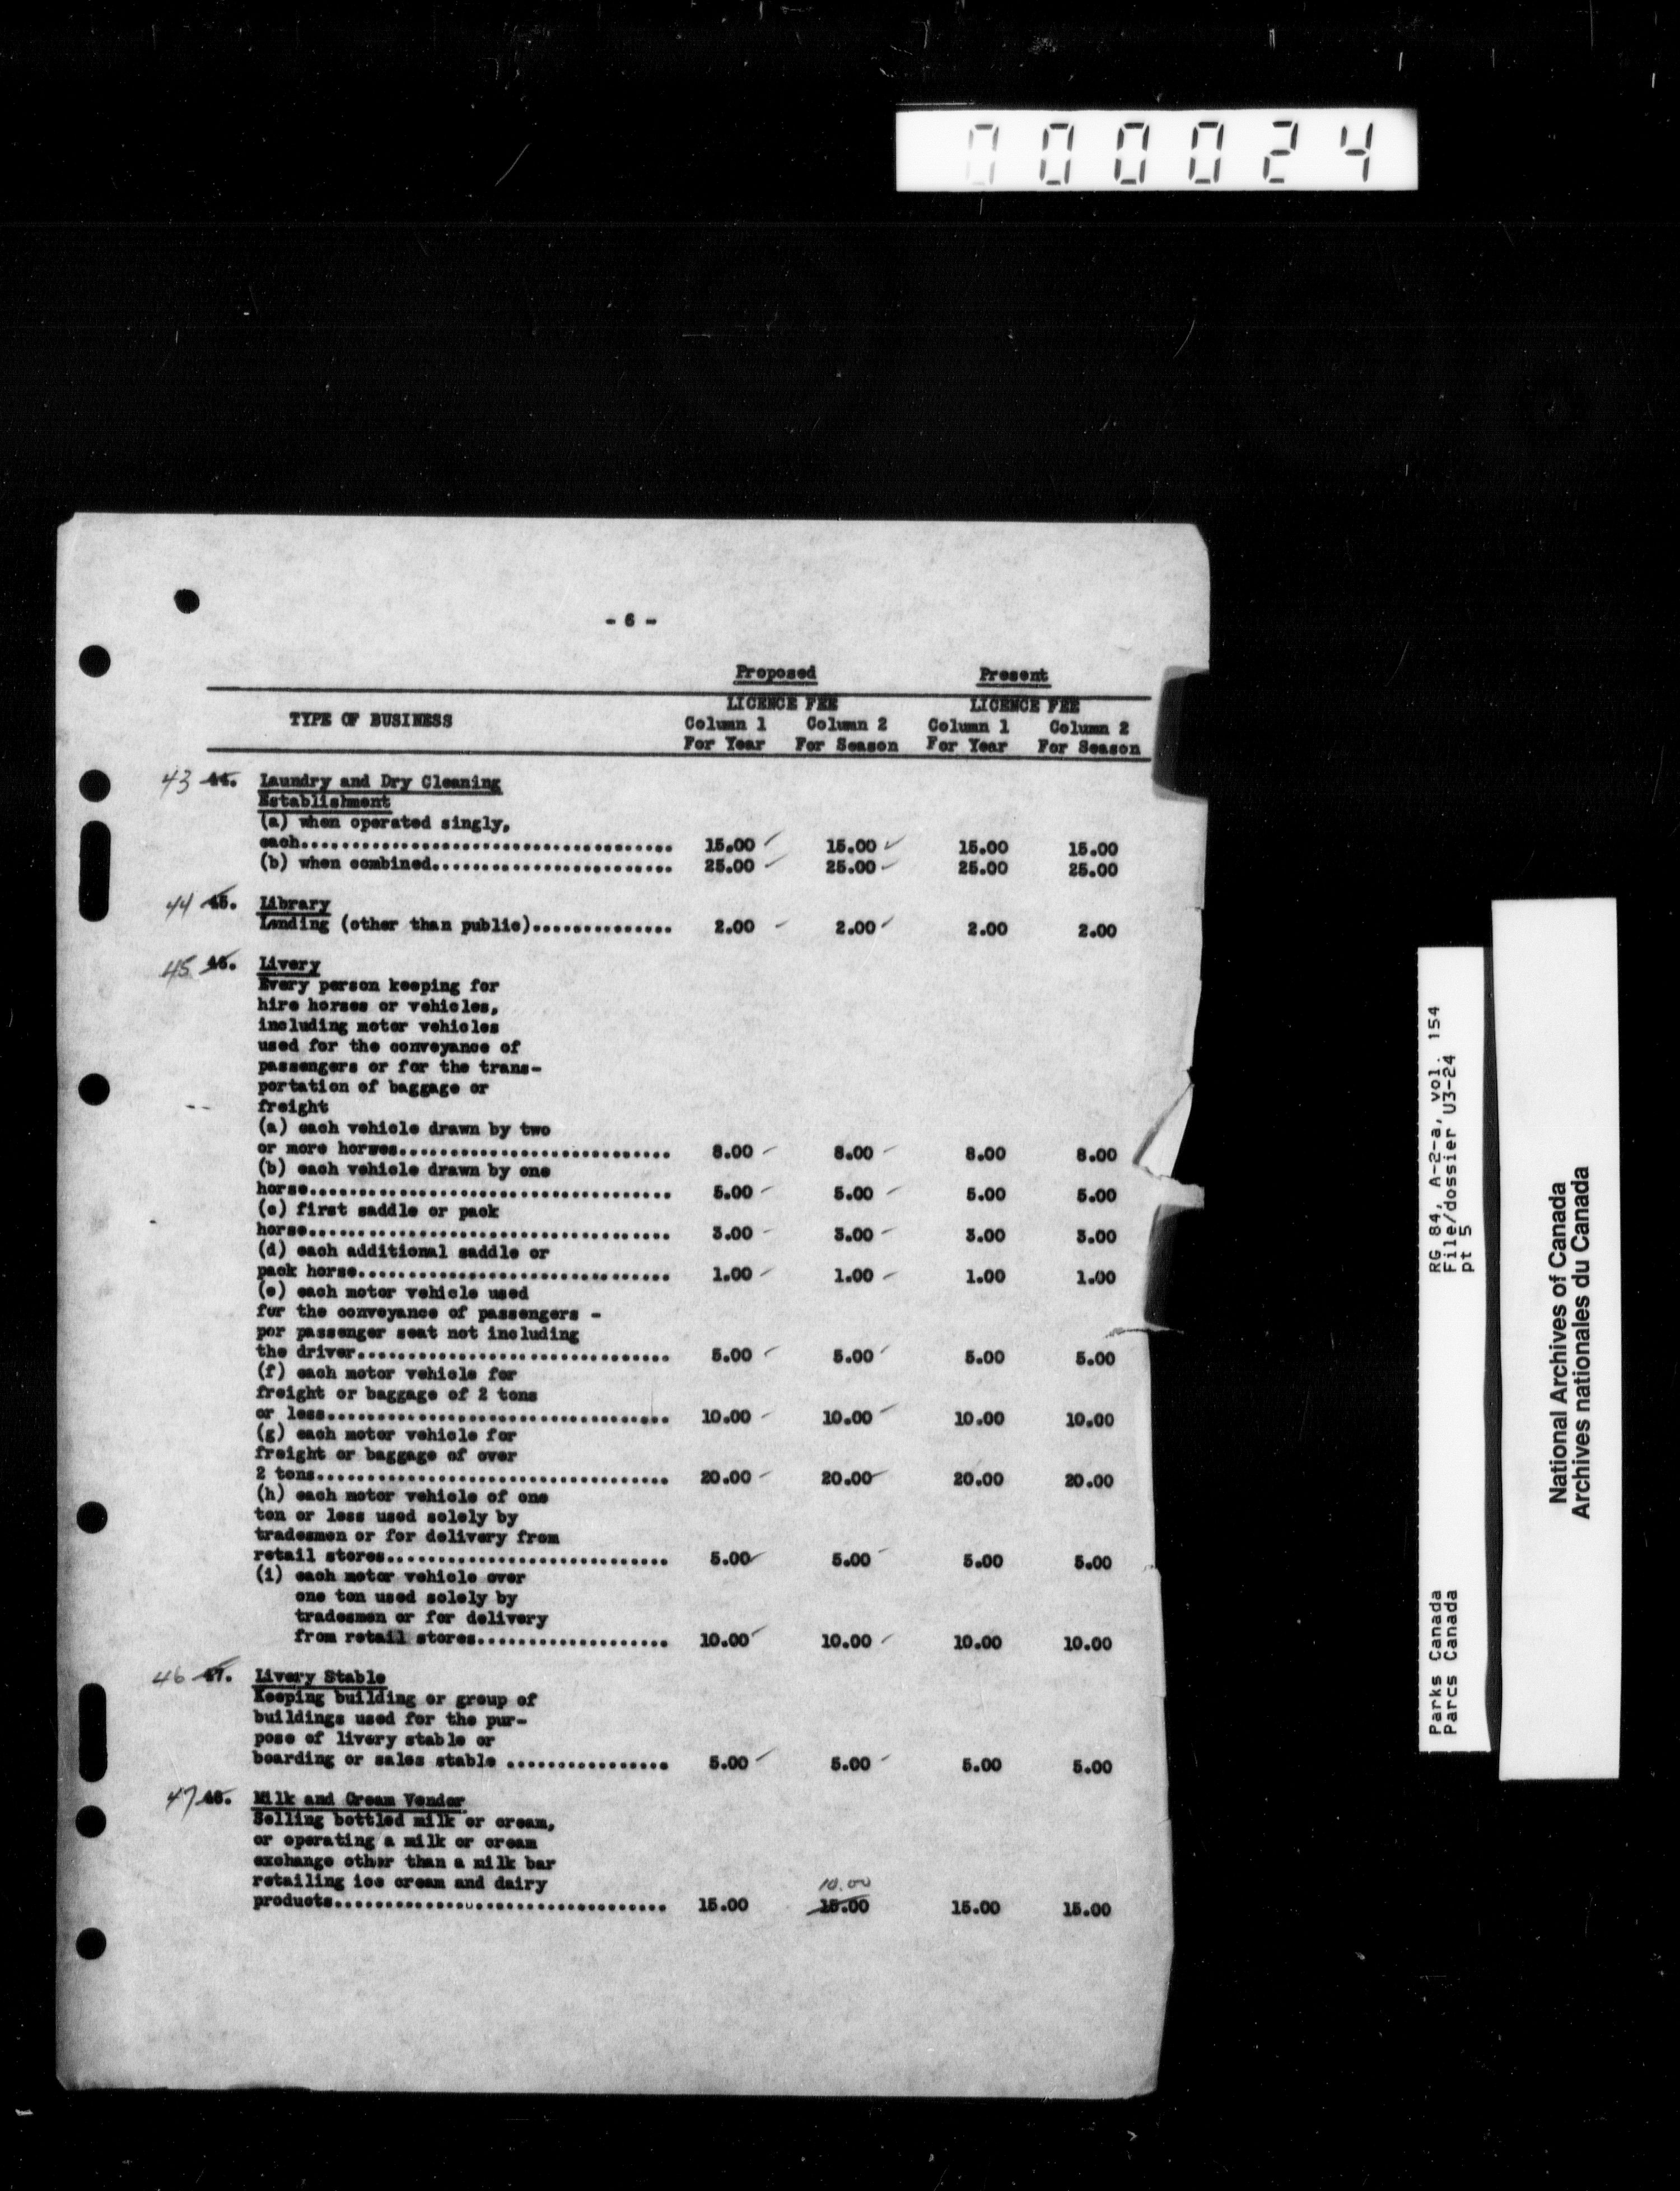 000024
- 6 -
Proposed Present
LICENCE FEE LICENCE FEE
TYPE OF BUSINESS Column 1 Column 2 Column 1 Column 2
For Year For Season For Year For Season
43 44. Laundry and Dry Cleaning
Establishment
(a) when operated singly,
each..................................... 15.00 15.00 15.00 15.00
(b) when combined........................ 25.00 25.00 25.00 25.00
44 45. Library
Lending (other than public).............. 2.00 2.00 2.00 2.00
45 46. Livery
Every person keeping for
hire horses or vehicles,
including motor vehicles
used for the conveyance of
passengers or for the trans-
portation of baggage or
freight
(a) each vehicle drawn by two
or more horses........................... 8.00 8.00 8.00 8.00
(b) each vehicle drawn by one
horse.................................... 5.00 5.00 5.00 5.00
(c) first saddle or pack
horse.................................... 3.00 3.00 3.00 3.00
(d) each additional saddle or
pack horse............................... 1.00 1.00 1.00 1.00
(e) each motor vehicle used
for the conveyance of passengers -
per passenger seat not including
the driver............................... 5.00 5.00 5.00 5.00
(f) each motor vehicle for
freight or baggage of 2 tons
or less.................................. 10.00 10.00 10.00 10.00
(g) each motor vehicle for
freight or baggage of over
2 tons................................... 20.00 20.00 20.00 20.00
(h) each motor vehicle of one
ton or less used solely by
tradesmen or for delivery from
retail stores............................ 5.00 5.00 5.00 5.00
(i) each motor vehicle over
one ton used solely by
tradesmen or for delivery
from retail stores................... 10.00 10.00 10.00 10.00
46 47. Livery Stable
Keeping building or group of
buildings used for the pur-
pose of livery stable or
boarding or sales stable ................ 5.00 5.00 5.00 5.00
47 48. Milk and Cream Vendor
Selling bottled milk or cream,
or operating a milk or cream
exchange other than a milk bar
retailing ice cream and dairy
10.00
products................................. 15.00 15.00 15.00 15.00
Parks Canada RG 84, A-2-a, vol. 154
Parcs Canada File/dossier U3-24
pt 5
National Archives of Canada
Archives nationales du Canada